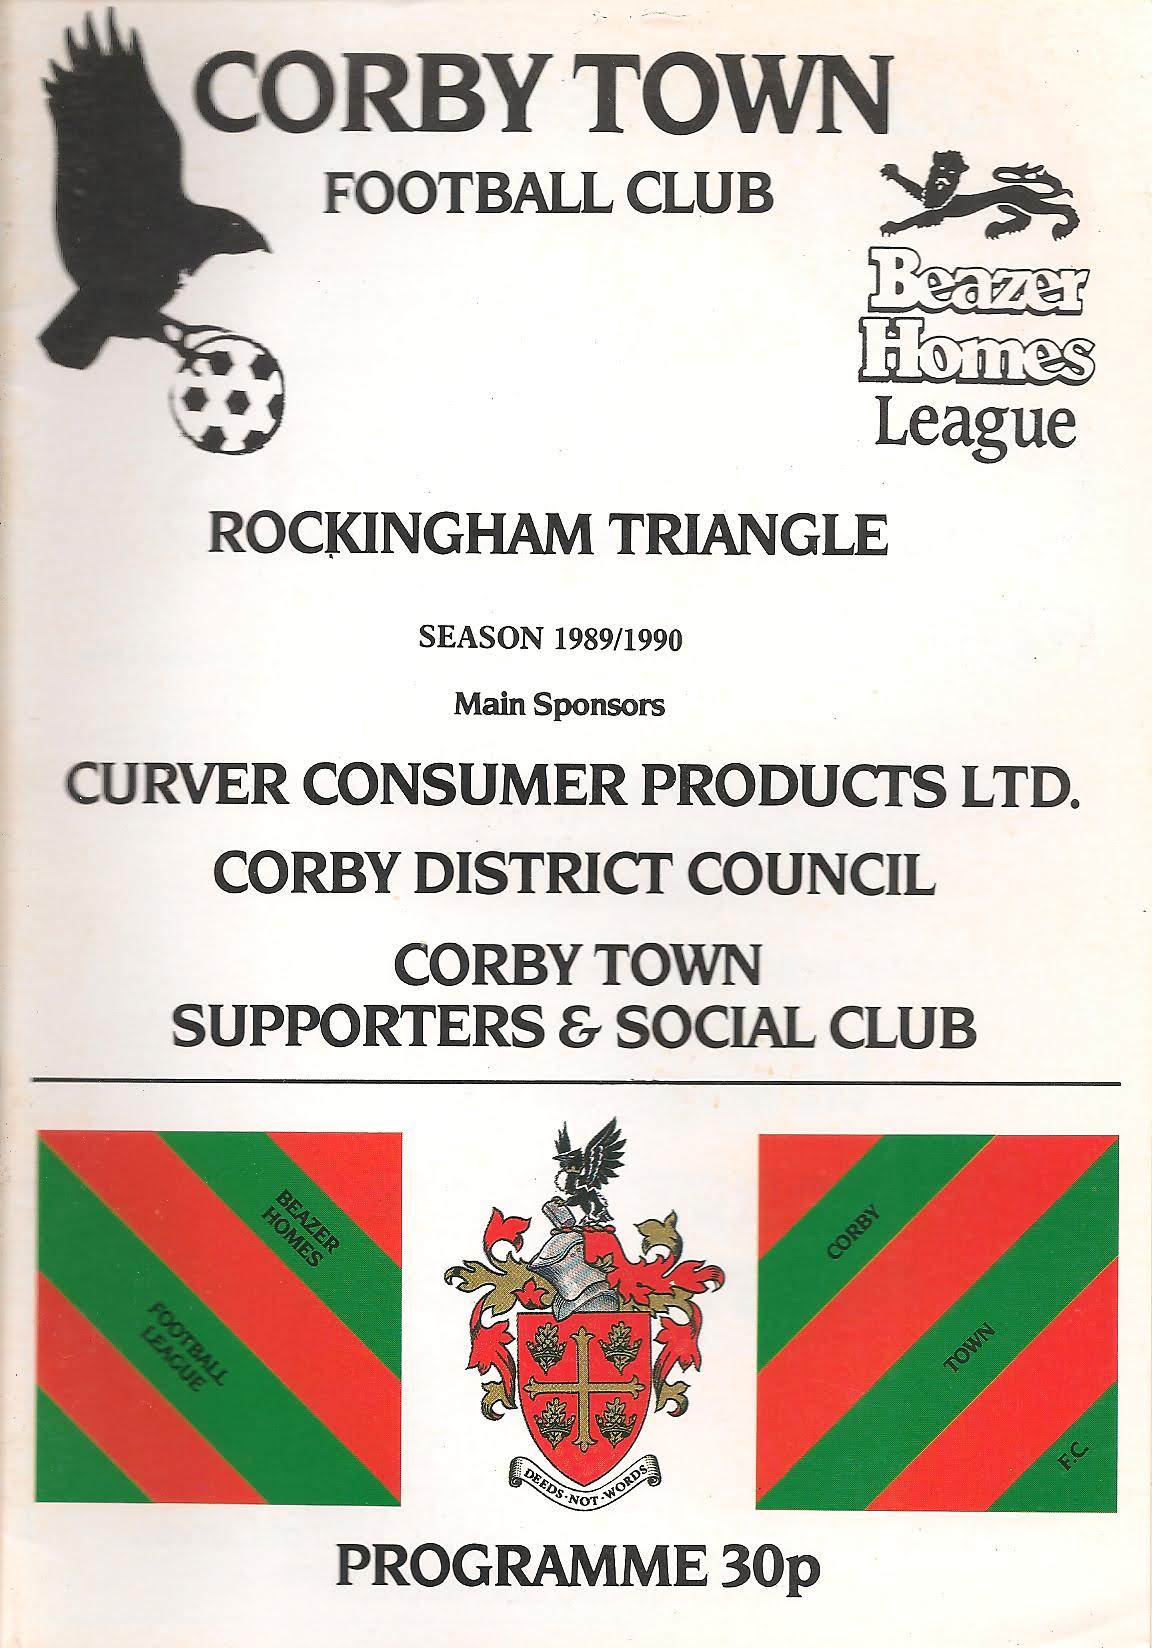 CORBY TOWN
FOOTBALL CLUB
Beazer
Homes
League
ROCKINGHAM TRIANGLE
SEASON 1989/1990
Main Sponsors
CURVER CONSUMER PRODUCTS LTD.
CORBY DISTRICT COUNCIL
CORBY TOWN
SUPPORTERS & SOCIAL CLUB
BEAZER
HOMES
FOOTBALL
LEAGUE
DEEDS·NOT·WORDS
CORBY
TOWN
F.C.
PROGRAMME 30p